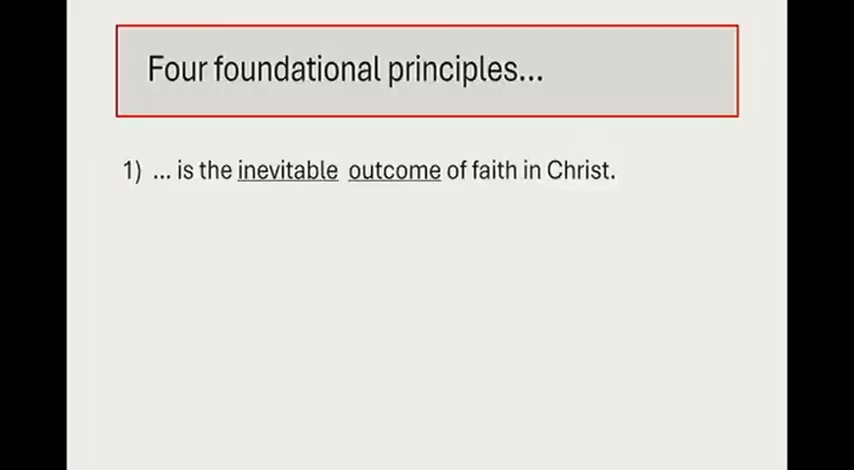 Four foundational principles...
1) ... is the inevitable outcome of faith in Christ.